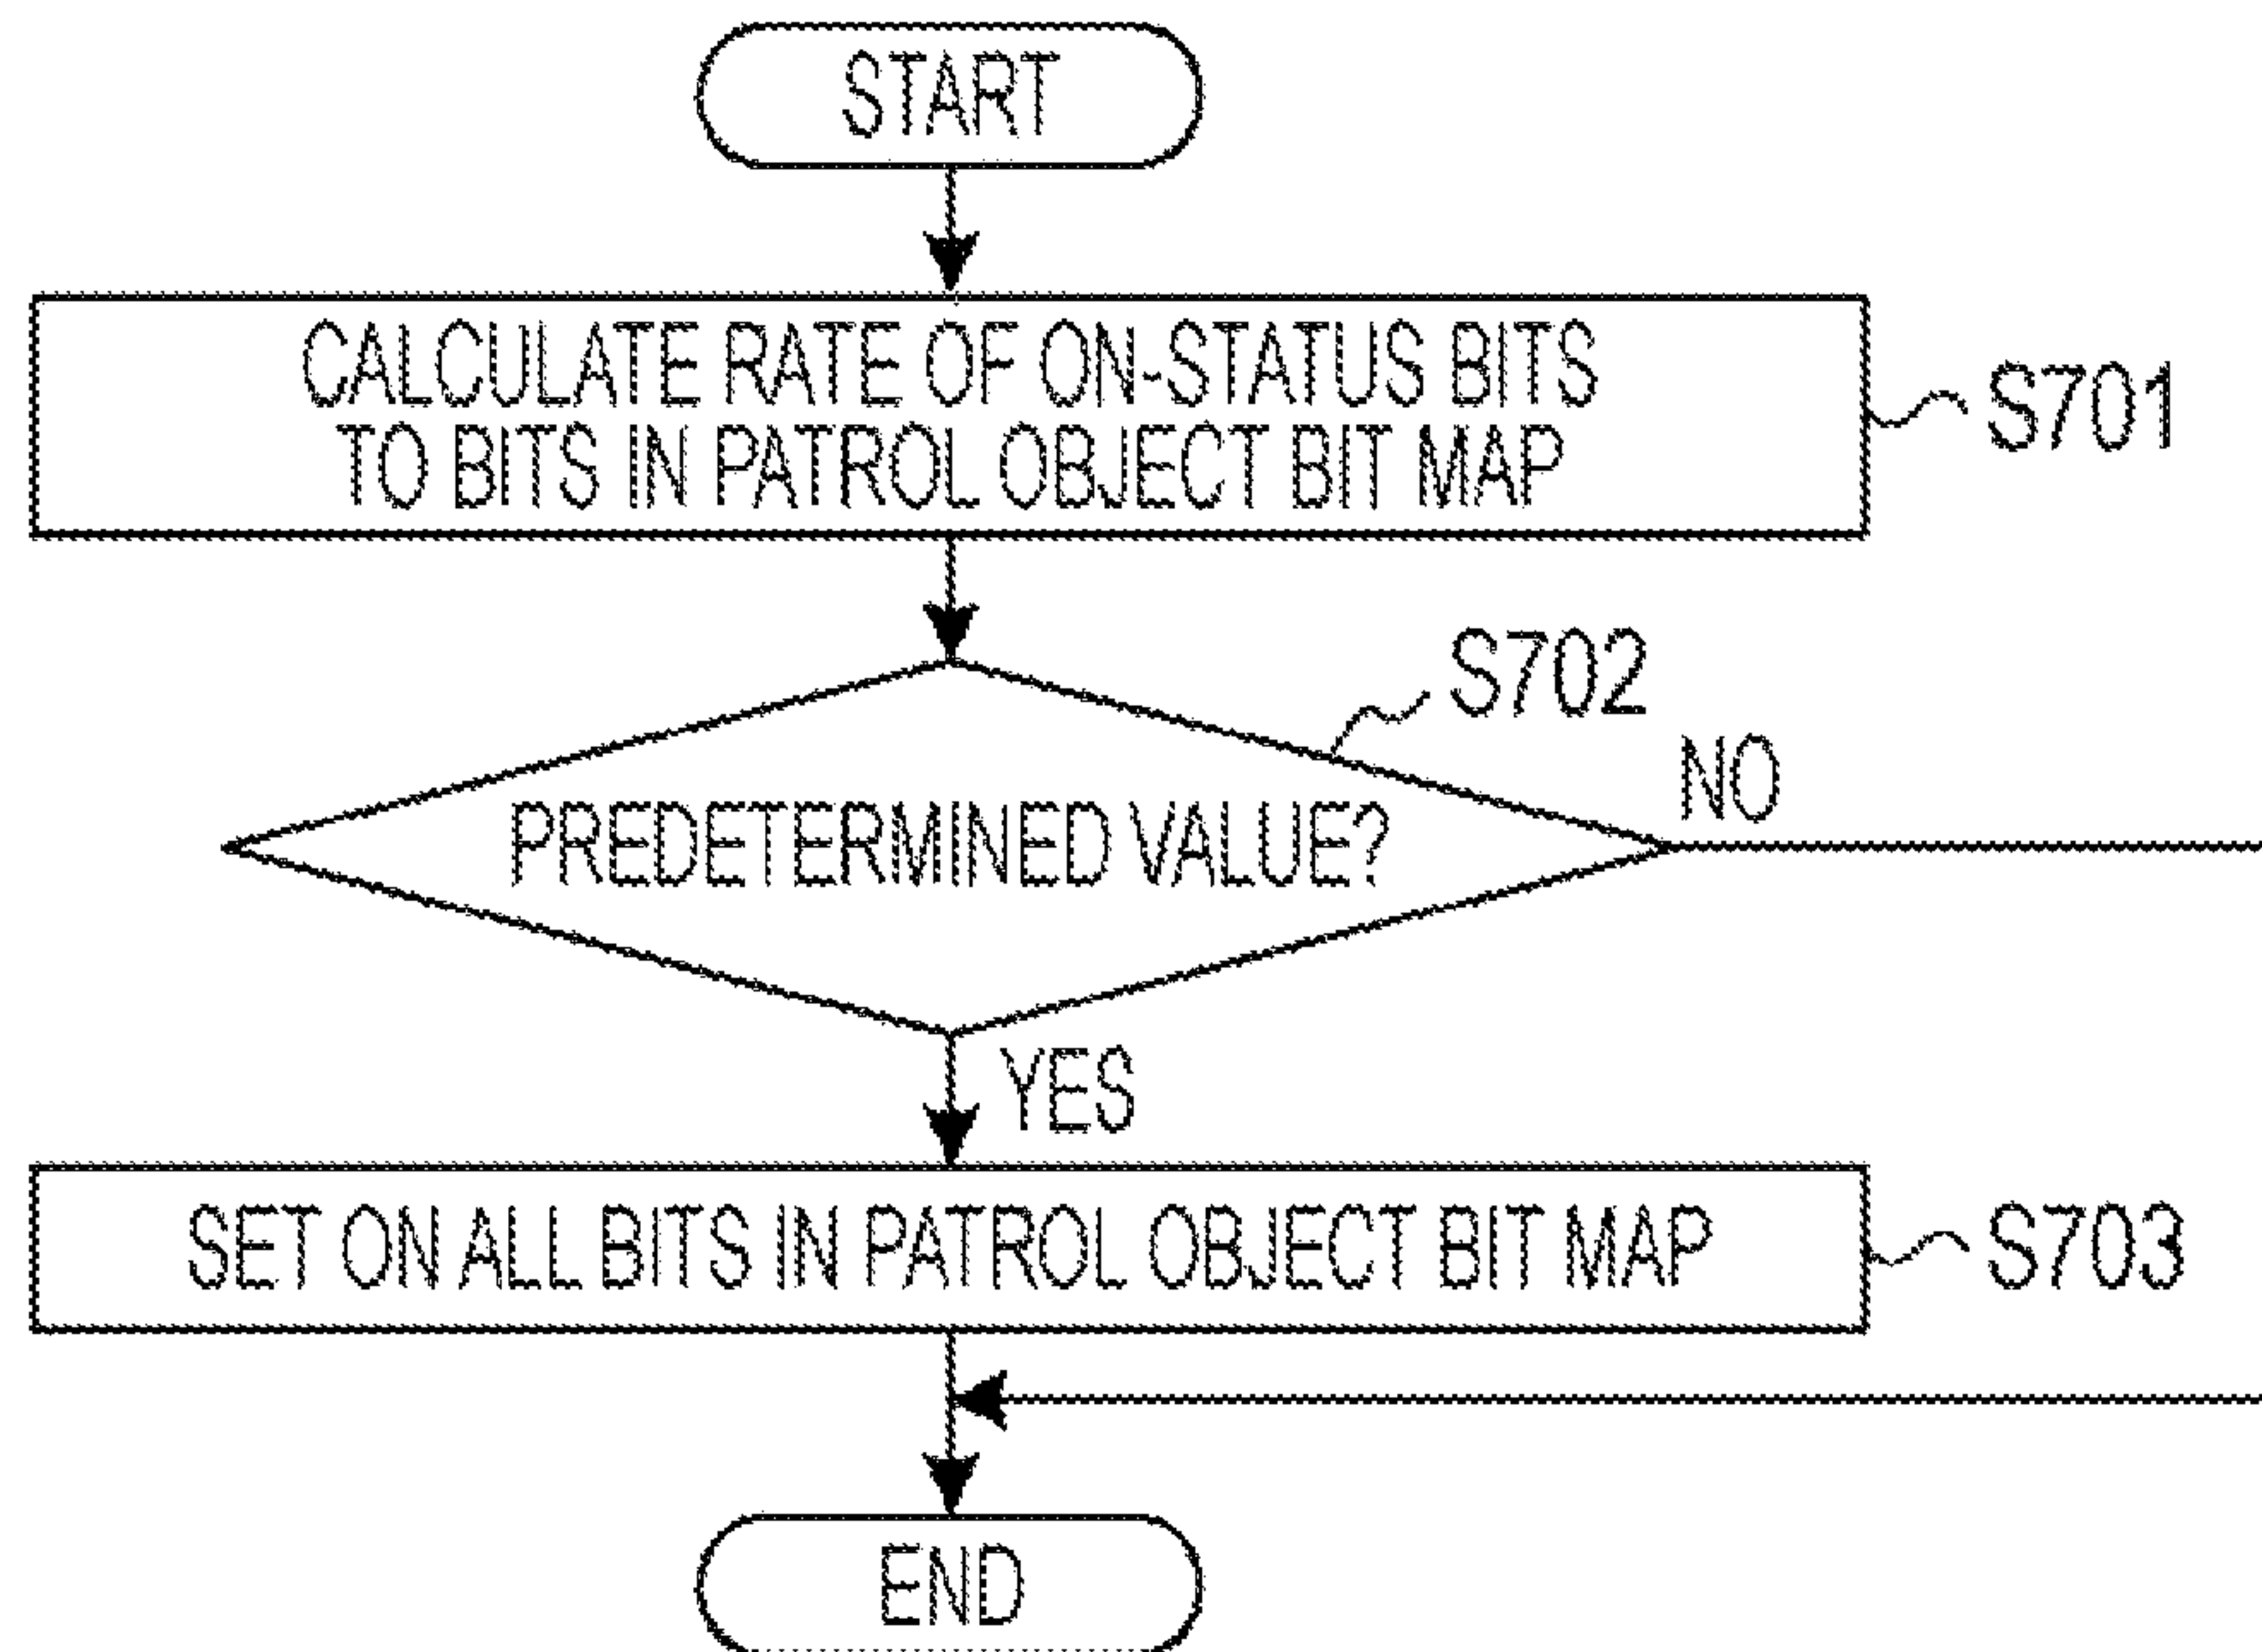 START
CALCULATE RATE OF ON-STATUS BITS
TO BITS IN PATROL OBJECT BIT MAP
S701
S702
NO
PREDETERMINED VALUE?
YES
SET ON ALL BITS IN PATROL OBJECT BIT MAP
S703
END